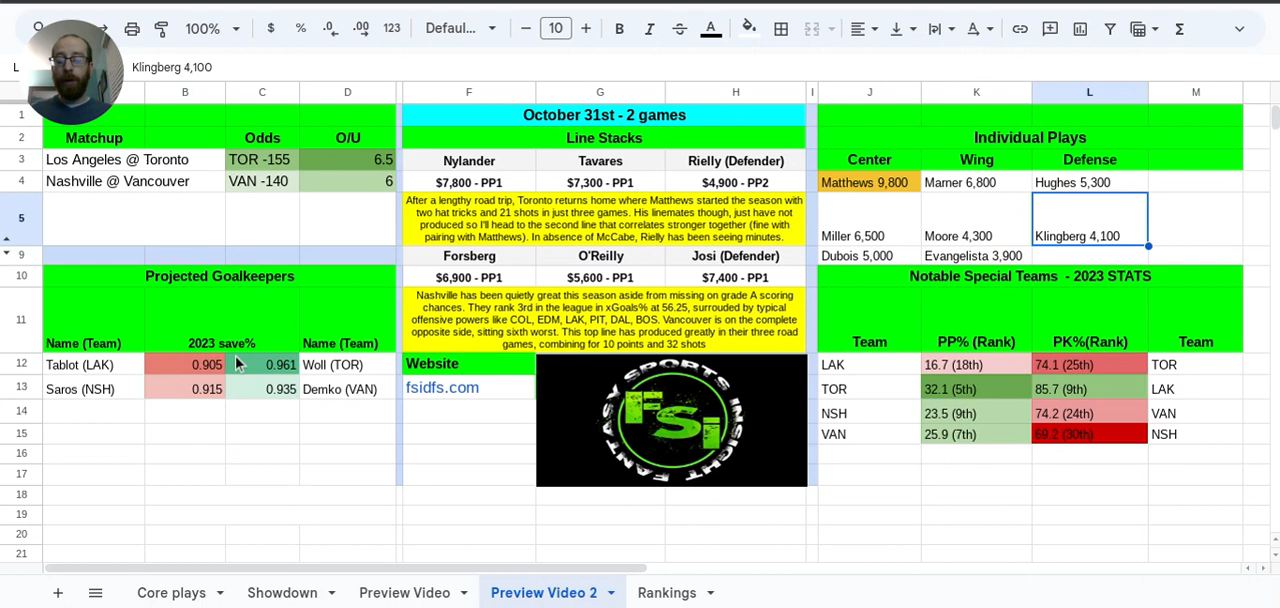 100%
$
%
.0
.00
123
Defaul...
10
B
I
A
L
Klingberg 4,100
B
C
D
F
G
H
I
J
K
L
M
1
October 31st - 2 games
2
Matchup
Odds
O/U
Line Stacks
Individual Plays
3
Los Angeles @ Toronto
TOR -155
6.5
Nylander
Tavares
Rielly (Defender)
Center
Wing
Defense
4
Nashville @ Vancouver
VAN -140
6
$7,800 - PP1
$7,300 - PP1
$4,900 - PP2
Matthews 9,800
Marner 6,800
Hughes 5,300
5
After a lengthy road trip, Toronto returns home where Matthews started the season with
two hat tricks and 21 shots in just three games. His linemates though, just have not
produced so I'll head to the second line that correlates stronger together (fine with
pairing with Matthews). In absence of McCabe, Rielly has been seeing minutes.
Miller 6,500
Moore 4,300
Klingberg 4,100
9
Forsberg
O'Reilly
Josi (Defender)
Dubois 5,000
Evangelista 3,900
10
Projected Goalkeepers
$6,900 - PP1
$5,600 - PP1
$7,400 - PP1
Notable Special Teams - 2023 STATS
11
Name (Team)
2023 save%
Name (Team)
Nashville has been quietly great this season aside from missing on grade A scoring
chances. They rank 3rd in the league in xGoals% at 56.25, surrouded by typical
offensive powers like COL, EDM, LAK, PIT, DAL, BOS. Vancouver is on the complete
opposite side, sitting sixth worst. This top line has produced greatly in their three road
games, combining for 10 points and 32 shots
Team
PP% (Rank)
PK%(Rank)
Team
12
Tablot (LAK)
0.905
0.961
Woll (TOR)
Website
LAK
16.7 (18th)
74.1 (25th)
TOR
13
Saros (NSH)
0.915
0.935
Demko (VAN)
fsidfs.com
TOR
32.1 (5th)
85.7 (9th)
LAK
14
NSH
23.5 (9th)
74.2 (24th)
VAN
15
VAN
25.9 (7th)
69.2 (30th)
NSH
16
17
18
19
20
21
FANTASY SPORTS INSIGHT
FSi
Core plays
Showdown
Preview Video
Preview Video 2
Rankings